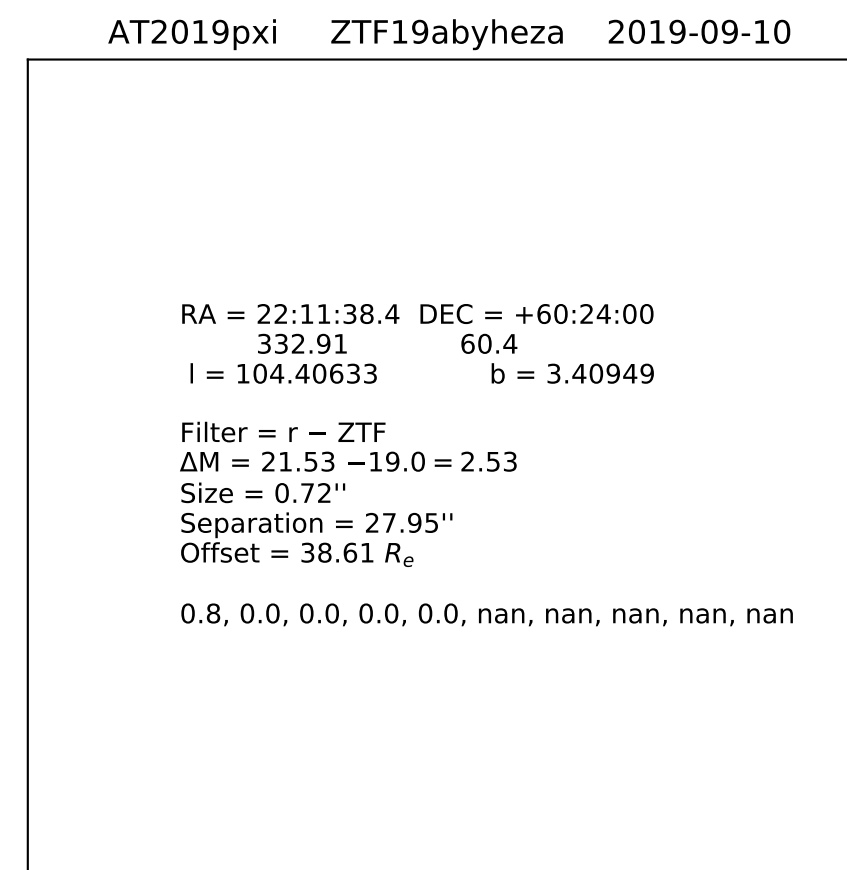 AT2019pxi ZTF19abyheza 2019-09-10
RA = 22:11:38.4 DEC = +60:24:00
332.91 60.4
l = 104.40633 b = 3.40949
Filter = r − ZTF
ΔM = 21.53 −19.0 = 2.53
Size = 0.72''
Separation = 27.95''
Offset = 38.61 Re
0.8, 0.0, 0.0, 0.0, 0.0, nan, nan, nan, nan, nan